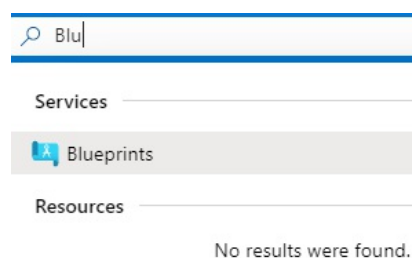 Blu
Services
Blueprints
Resources
No results were found.